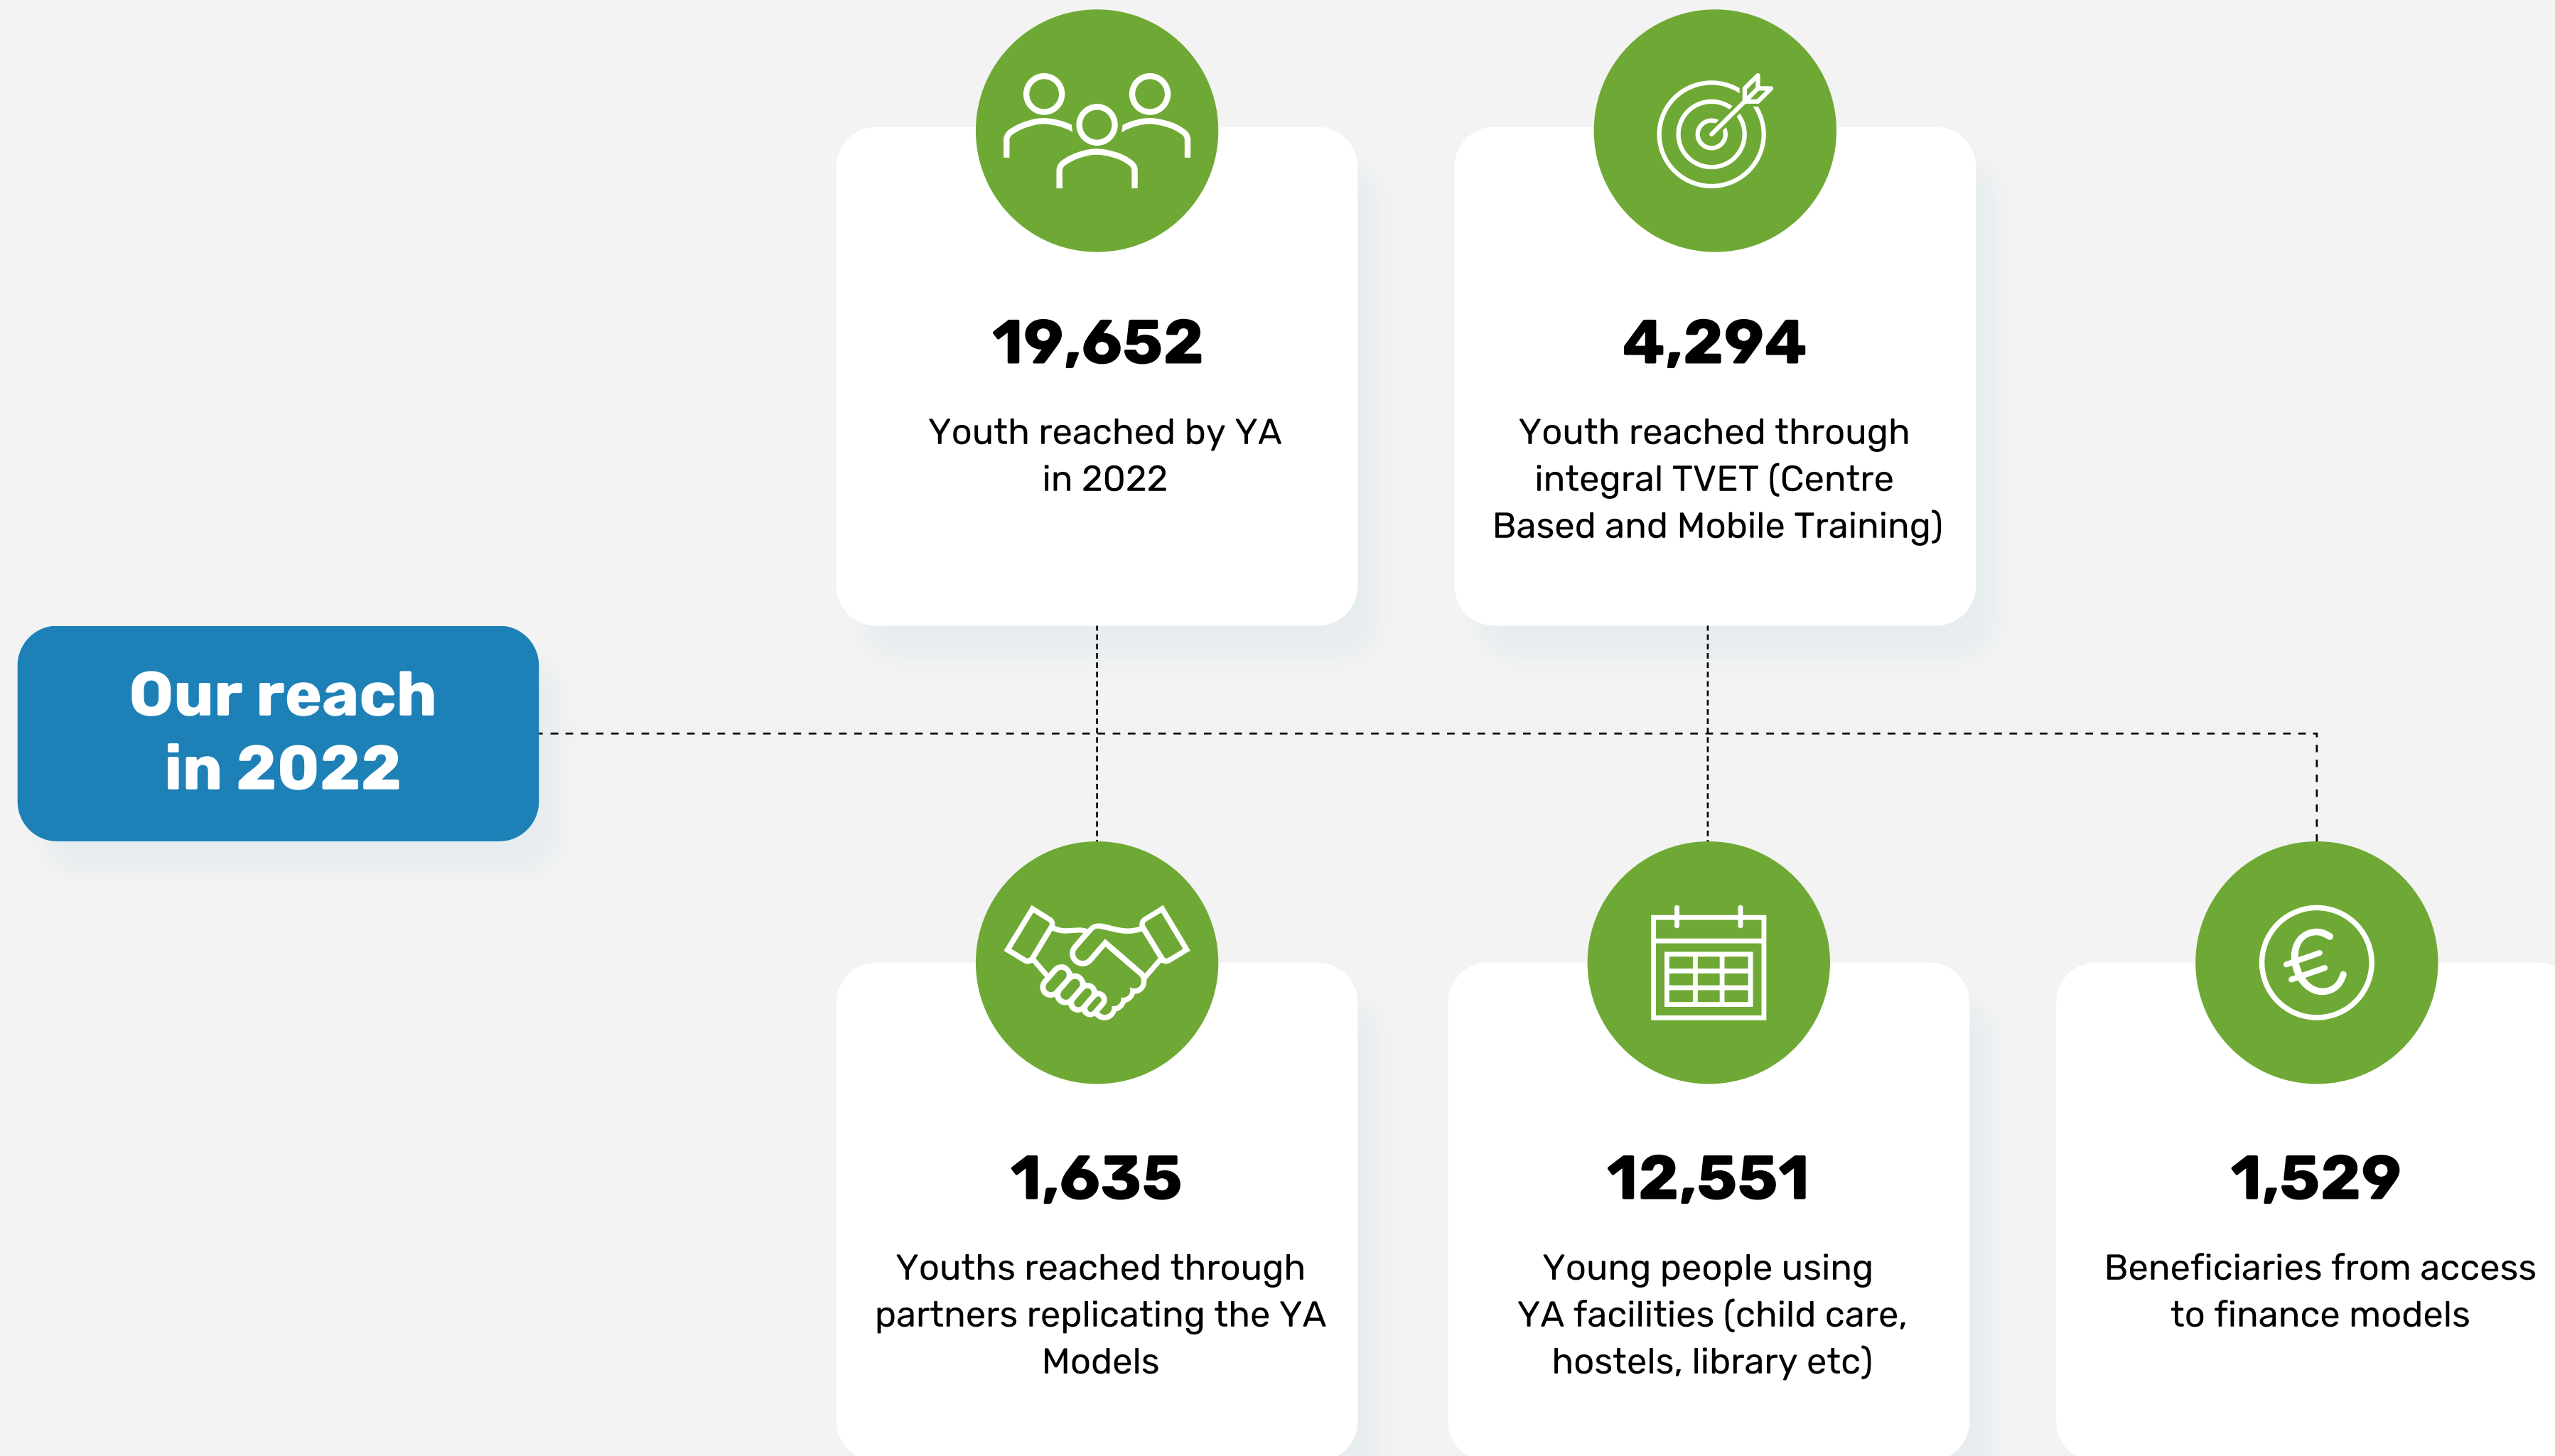 Our reach
in 2022
19,652
Youth reached by YA
in 2022
4,294
Youth reached through
integral TVET (Centre
Based and Mobile Training)
1,635
Youths reached through
partners replicating the YA
Models
12,551
Young people using
YA facilities (child care,
hostels, library etc)
1,529
Beneficiaries from access
to finance models